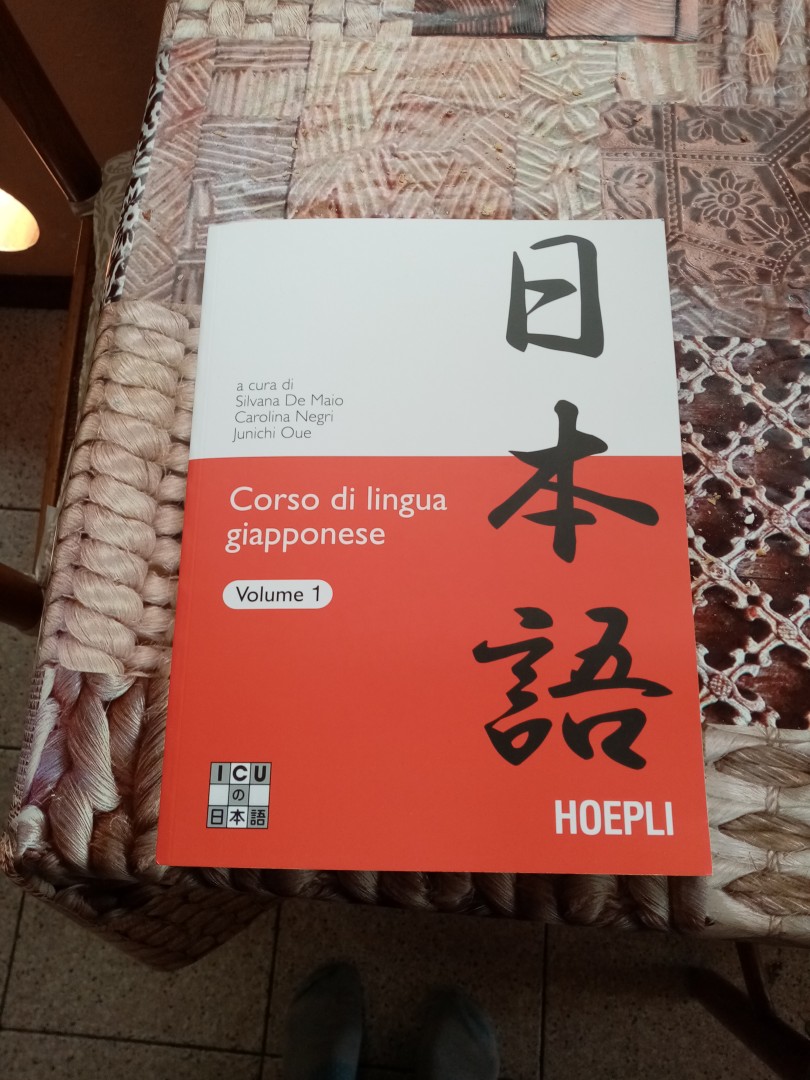 日本語
a cura di
Silvana De Maio
Carolina Negri
Junichi Oue
Corso di lingua
giapponese
Volume 1
ICU
の
日本語
HOEPLI